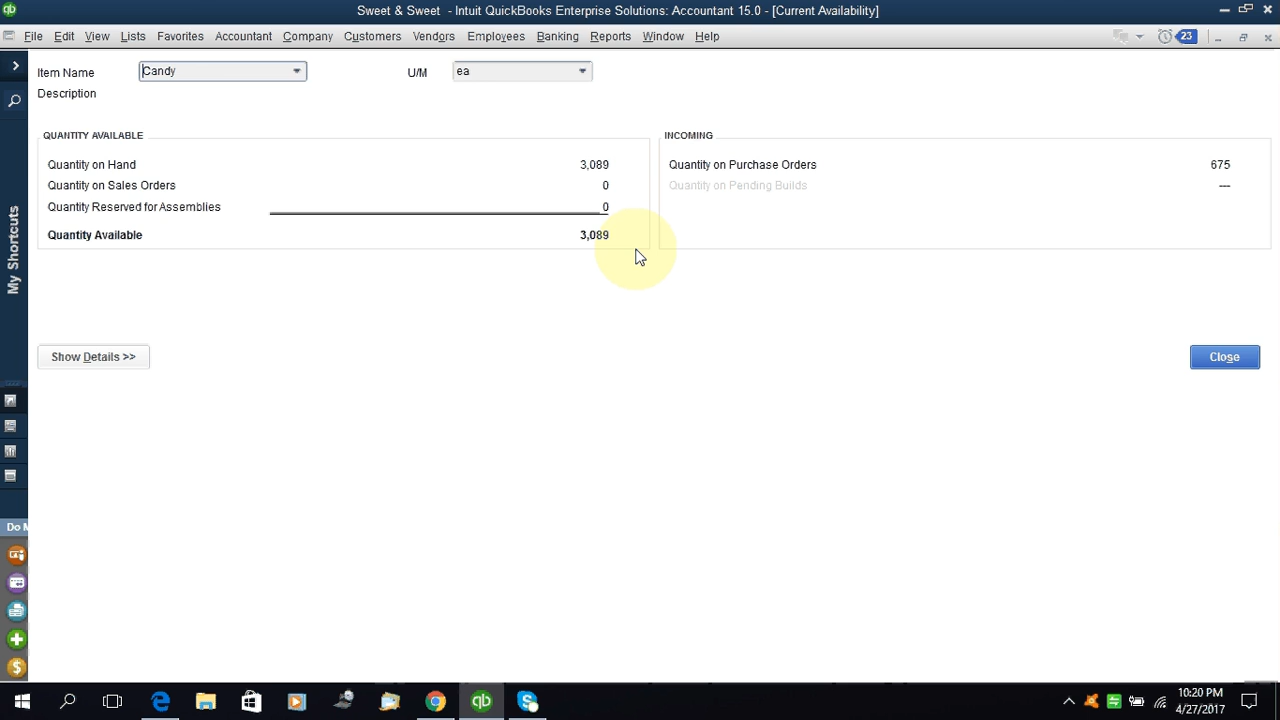 Sweet & Sweet - Intuit QuickBooks Enterprise Solutions: Accountant 15.0 - [Current Availability]
File Edit View Lists Favorites Accountant Company Customers Vendors Employees Banking Reports Window Help
23
Item Name Candy U/M ea
Description
QUANTITY AVAILABLE INCOMING
Quantity on Hand 3,089 Quantity on Purchase Orders 675
Quantity on Sales Orders 0 Quantity on Pending Builds ---
Quantity Reserved for Assemblies 0
Quantity Available 3,089
My Shortcuts
Show Details >> Close
Do M
10:20 PM
4/27/2017